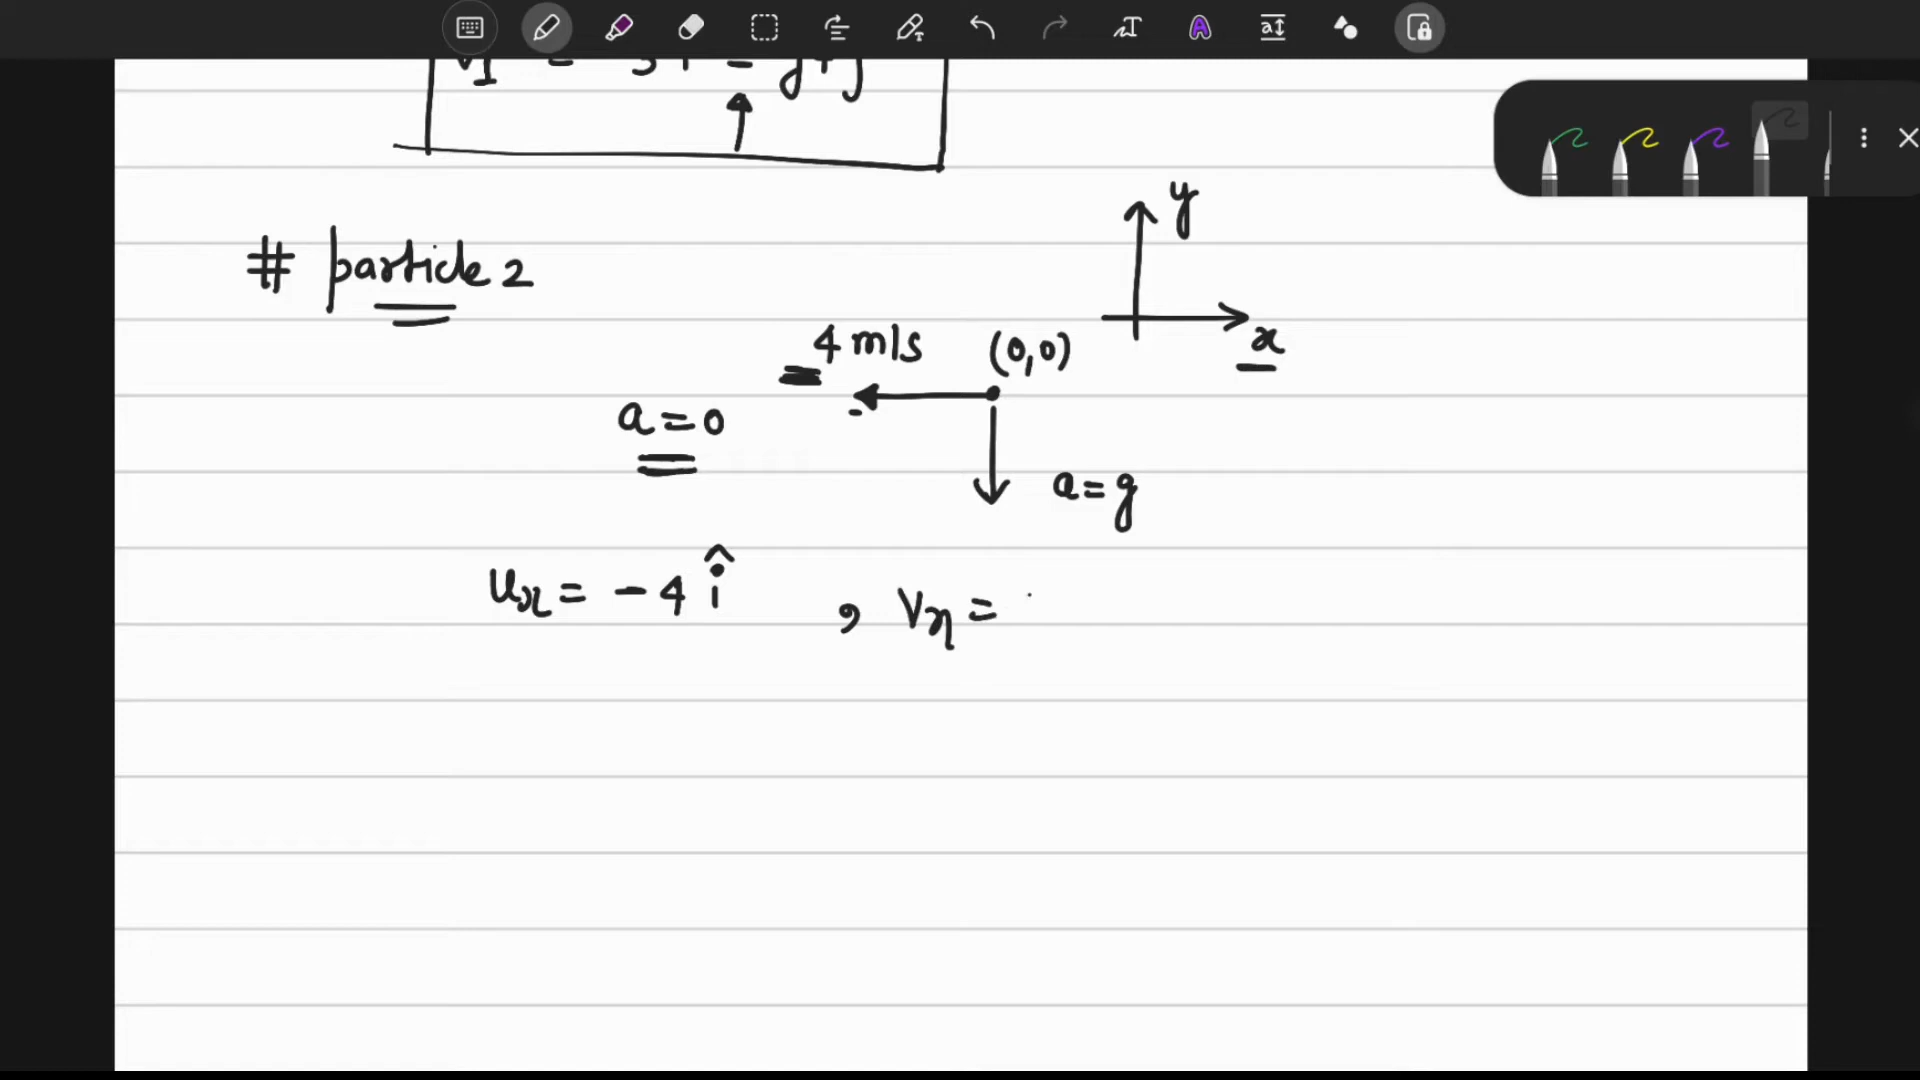 # particle 2
y
x
4 m/s (0,0)
a = 0
a = g
uₓ = - 4 î , vₓ =